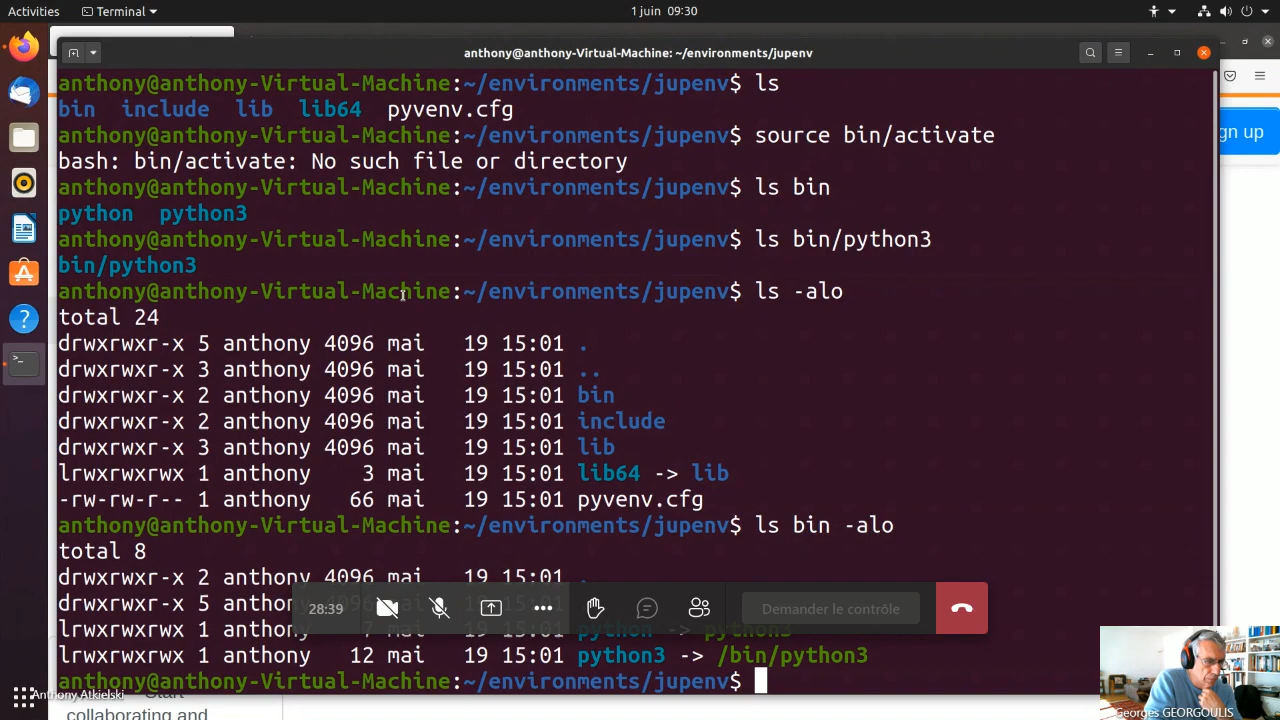 Activities Terminal 1 juin 09:30
anthony@anthony-Virtual-Machine: ~/environments/jupenv
anthony@anthony-Virtual-Machine:~/environments/jupenv$ ls
bin include lib lib64 pyvenv.cfg
anthony@anthony-Virtual-Machine:~/environments/jupenv$ source bin/activate
bash: bin/activate: No such file or directory
anthony@anthony-Virtual-Machine:~/environments/jupenv$ ls bin
python python3
anthony@anthony-Virtual-Machine:~/environments/jupenv$ ls bin/python3
bin/python3
anthony@anthony-Virtual-Machine:~/environments/jupenv$ ls -alo
total 24
drwxrwxr-x 5 anthony 4096 mai 19 15:01 .
drwxrwxr-x 3 anthony 4096 mai 19 15:01 ..
drwxrwxr-x 2 anthony 4096 mai 19 15:01 bin
drwxrwxr-x 2 anthony 4096 mai 19 15:01 include
drwxrwxr-x 3 anthony 4096 mai 19 15:01 lib
lrwxrwxrwx 1 anthony 3 mai 19 15:01 lib64 -> lib
-rw-rw-r-- 1 anthony 66 mai 19 15:01 pyvenv.cfg
anthony@anthony-Virtual-Machine:~/environments/jupenv$ ls bin -alo
total 8
drwxrwxr-x 2 anthony 4096 mai 19 15:01 .
drwxrwxr-x 5
lrwxrwxrwx 1 7 python -> python3
lrwxrwxrwx 1 anthony 12 mai 19 15:01 python3 -> /bin/python3
anthony@anthony-Virtual-Machine:~/environments/jupenv$
gn up
28:39 Demander le contrôle
Anthony.Atkielski
Start
collaborating and
Georges GEORGOULIS